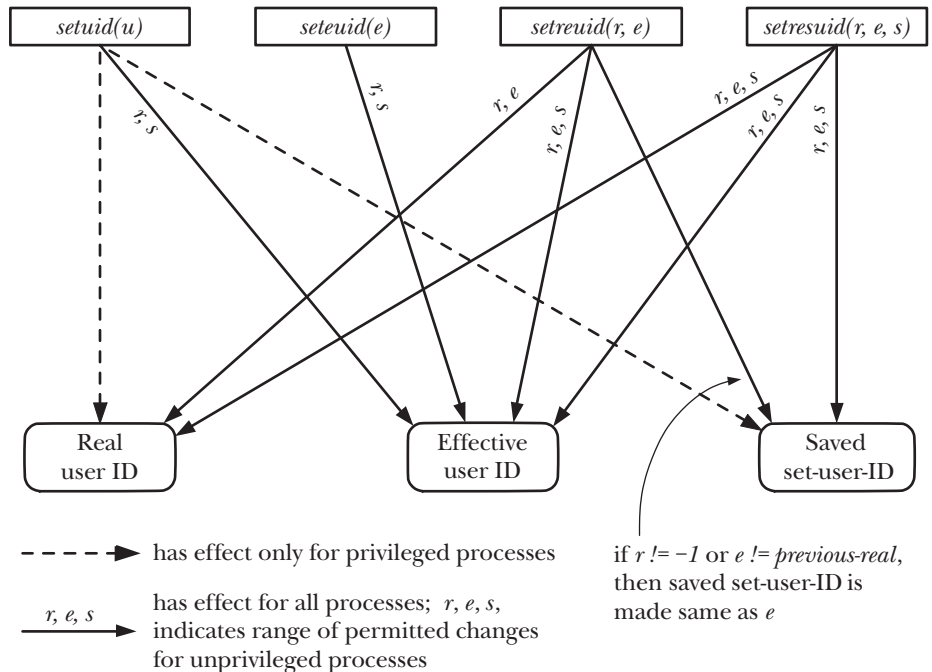 setuid(u)
seteuid(e)
setreuid(r, e)
setresuid(r, e, s)
r, s
r, s
r, e
r, e, s
r, e, s
r, e, s
r, e, s
Real
user ID
Effective
user ID
Saved
set-user-ID
has effect only for privileged processes
r, e, s
has effect for all processes; r, e, s,
indicates range of permitted changes
for unprivileged processes
if r != −1 or e != previous-real,
then saved set-user-ID is
made same as e